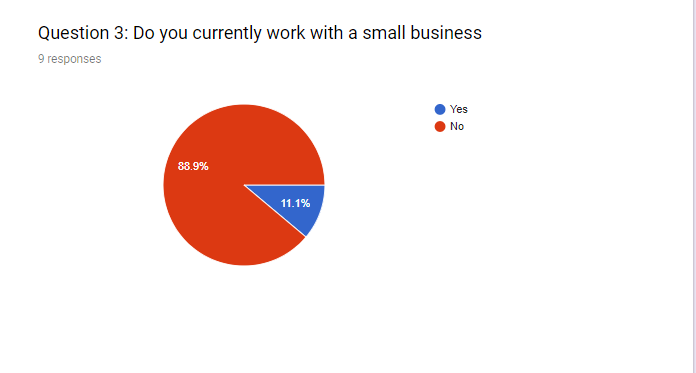 Question 3: Do you currently work with a small business
9 responses
Yes
No
88.9%
11.1%